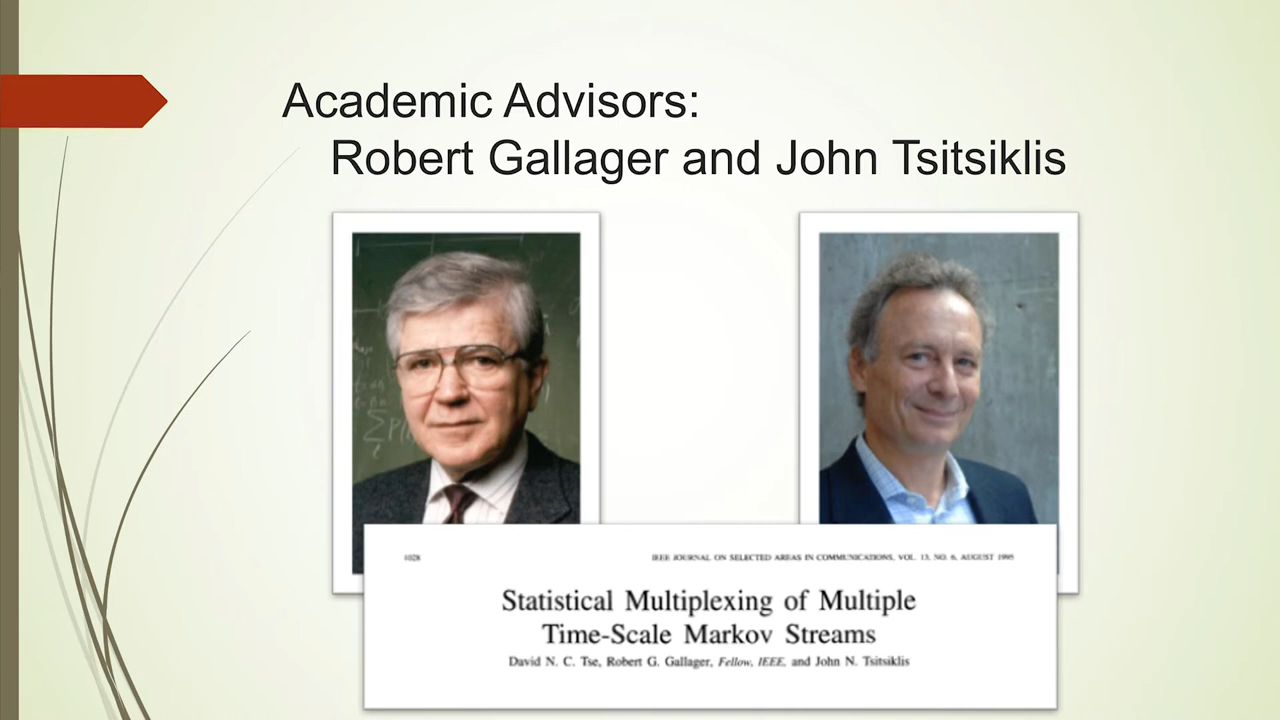 Academic Advisors:
Robert Gallager and John Tsitsiklis
1028
IEEE JOURNAL ON SELECTED AREAS IN COMMUNICATIONS, VOL. 13, NO. 6, AUGUST 1995
Statistical Multiplexing of Multiple
Time-Scale Markov Streams
David N. C. Tse, Robert G. Gallager, Fellow, IEEE, and John N. Tsitsiklis